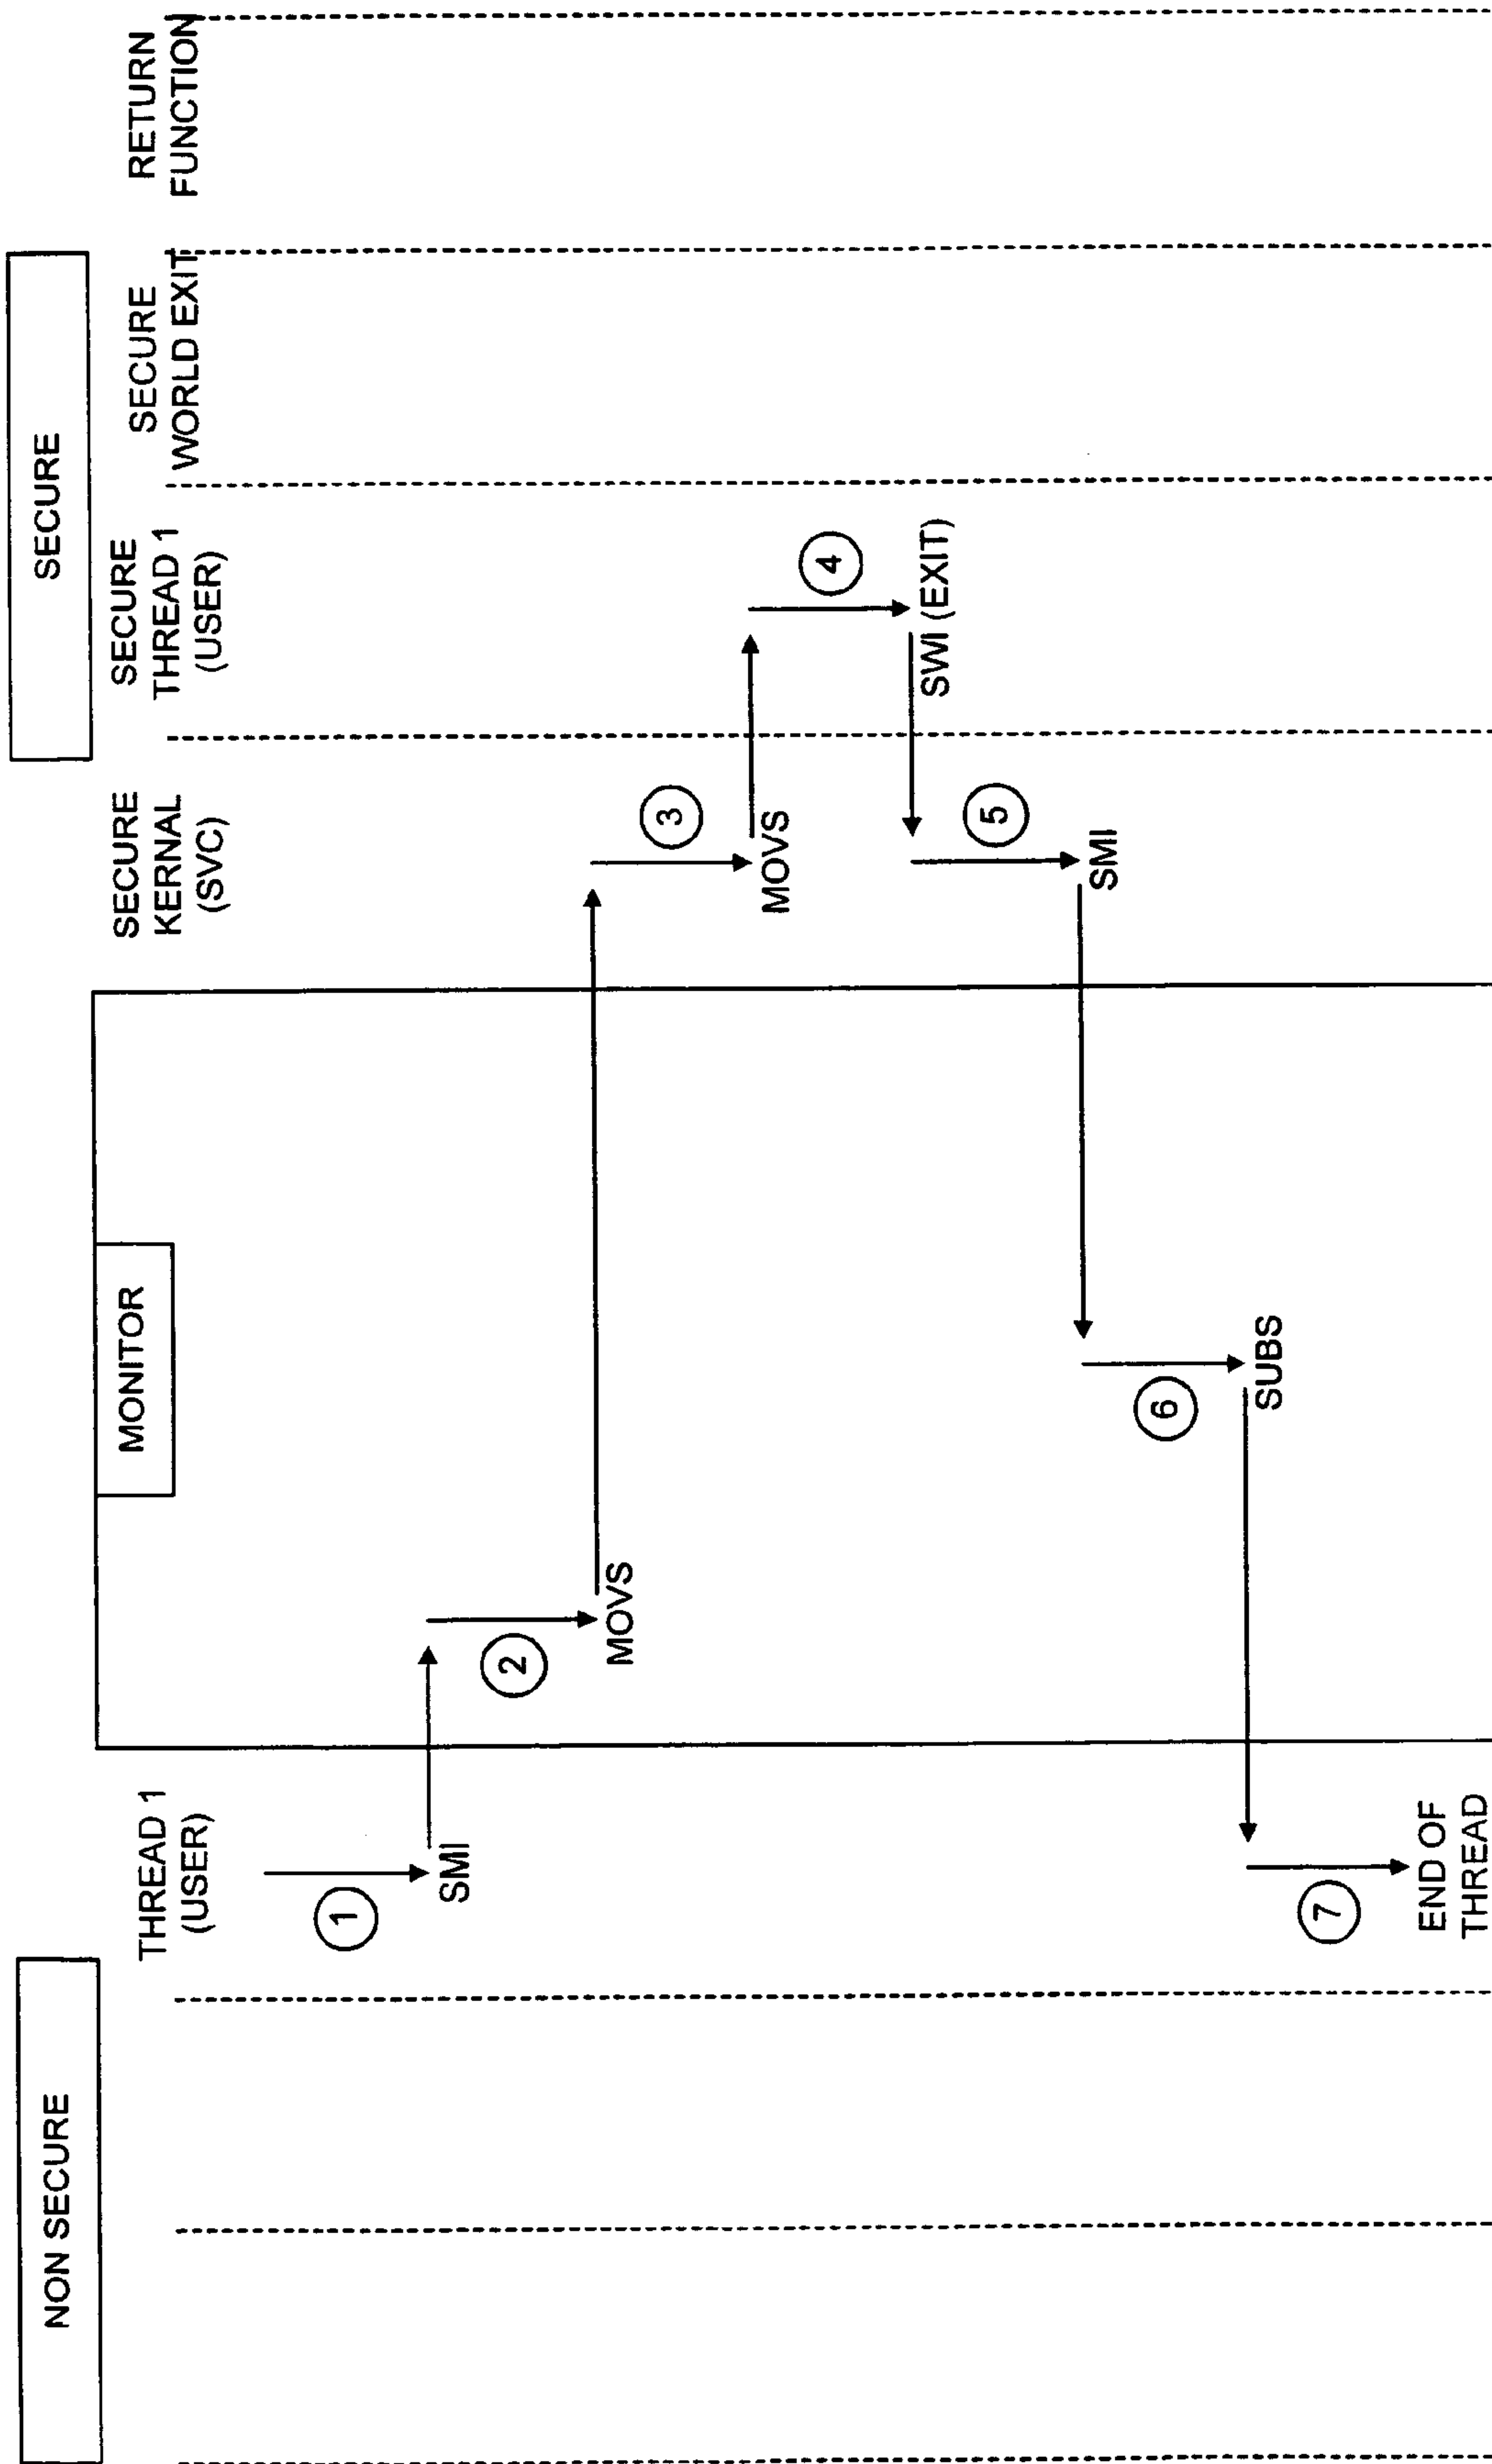 NON SECURE
MONITOR
SECURE
THREAD 1
(USER)
SECURE
KERNAL
(SVC)
SECURE
THREAD 1
(USER)
SECURE
WORLD EXIT
RETURN
FUNCTION
1
SMI
2
MOVS
3
MOVS
4
SWI (EXIT)
5
SMI
6
SUBS
7
END OF
THREAD